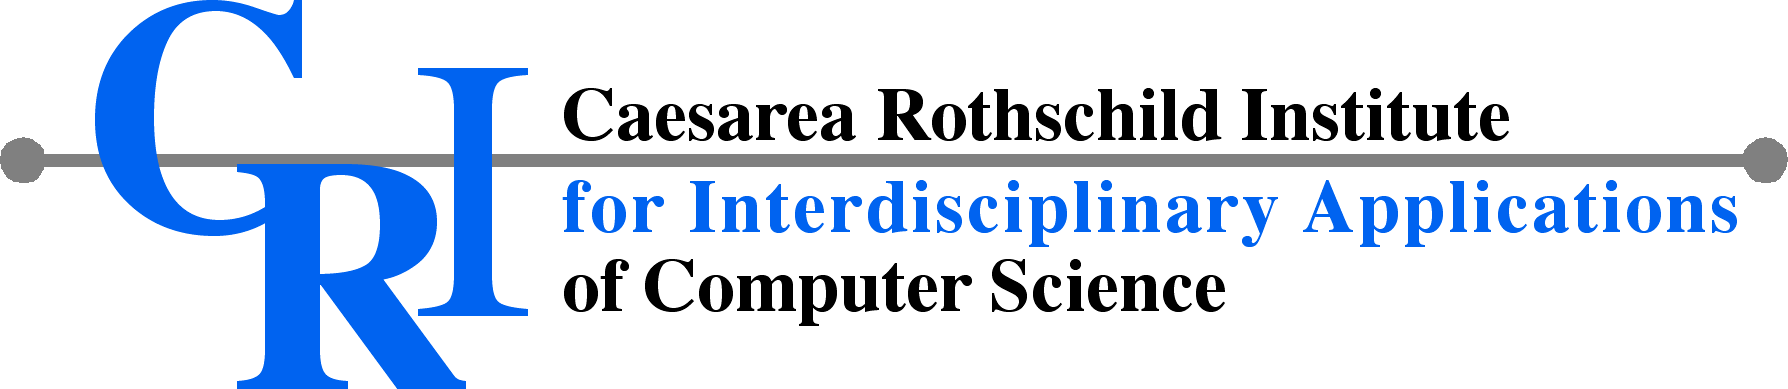 CRI
Caesarea Rothschild Institute
for Interdisciplinary Applications
of Computer Science